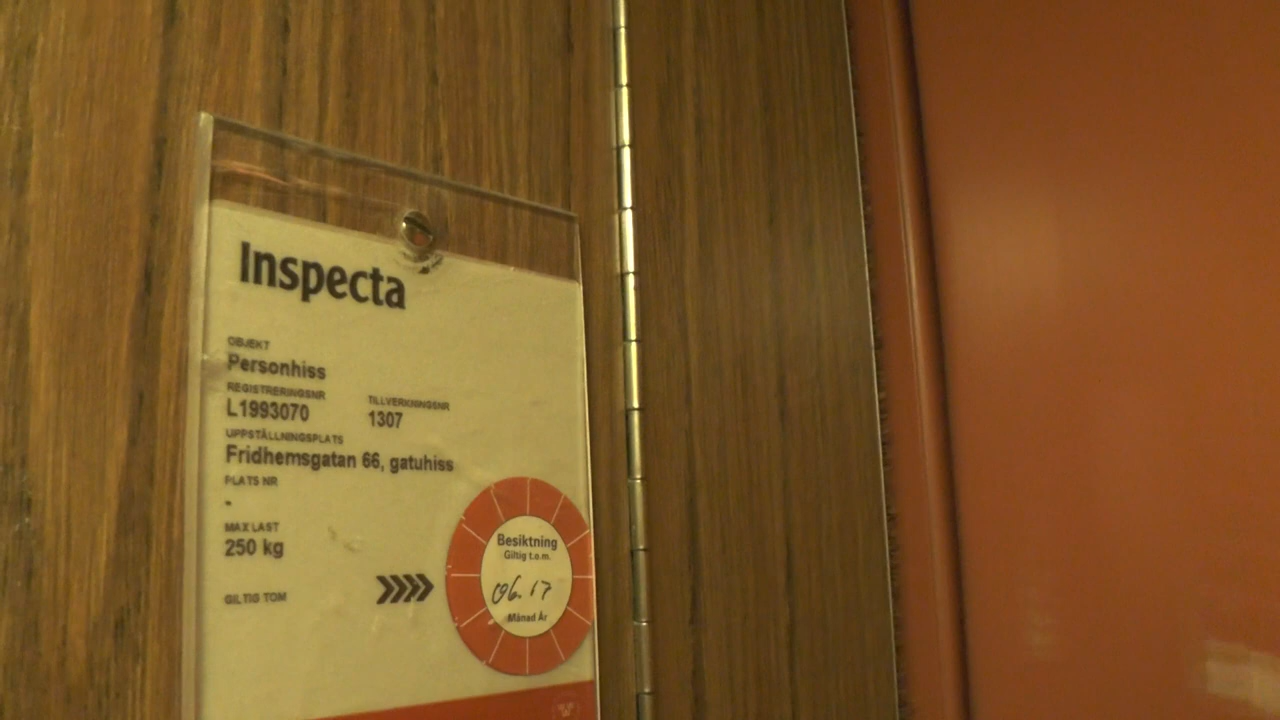 Inspecta
OBJEKT
Personhiss
REGISTRERINGSNR TILLVERKNINGSNR
L1993070 1307
UPPSTÄLLNINGSPLATS
Fridhemsgatan 66, gatuhiss
PLATS NR
-
MAX LAST
250 kg
GILTIG TOM
Besiktning
Giltig t.o.m.
06.17
Månad År